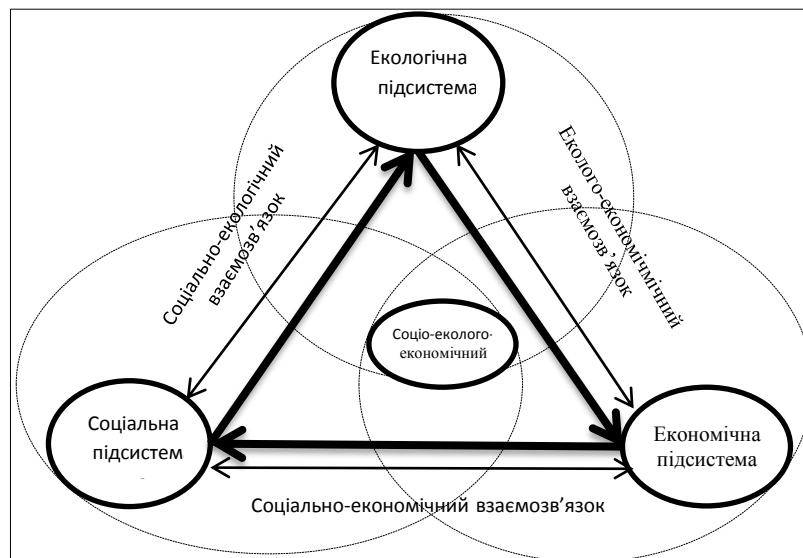 Екологічна
підсистема
Соціально-екологічний
взаємозв'язок
Еколого-економічмічний
взаємозв'язок
Соціо-еколого-
економічний
Соціальна
підсистем
Економічна
підсистема
Соціально-економічний взаємозв'язок